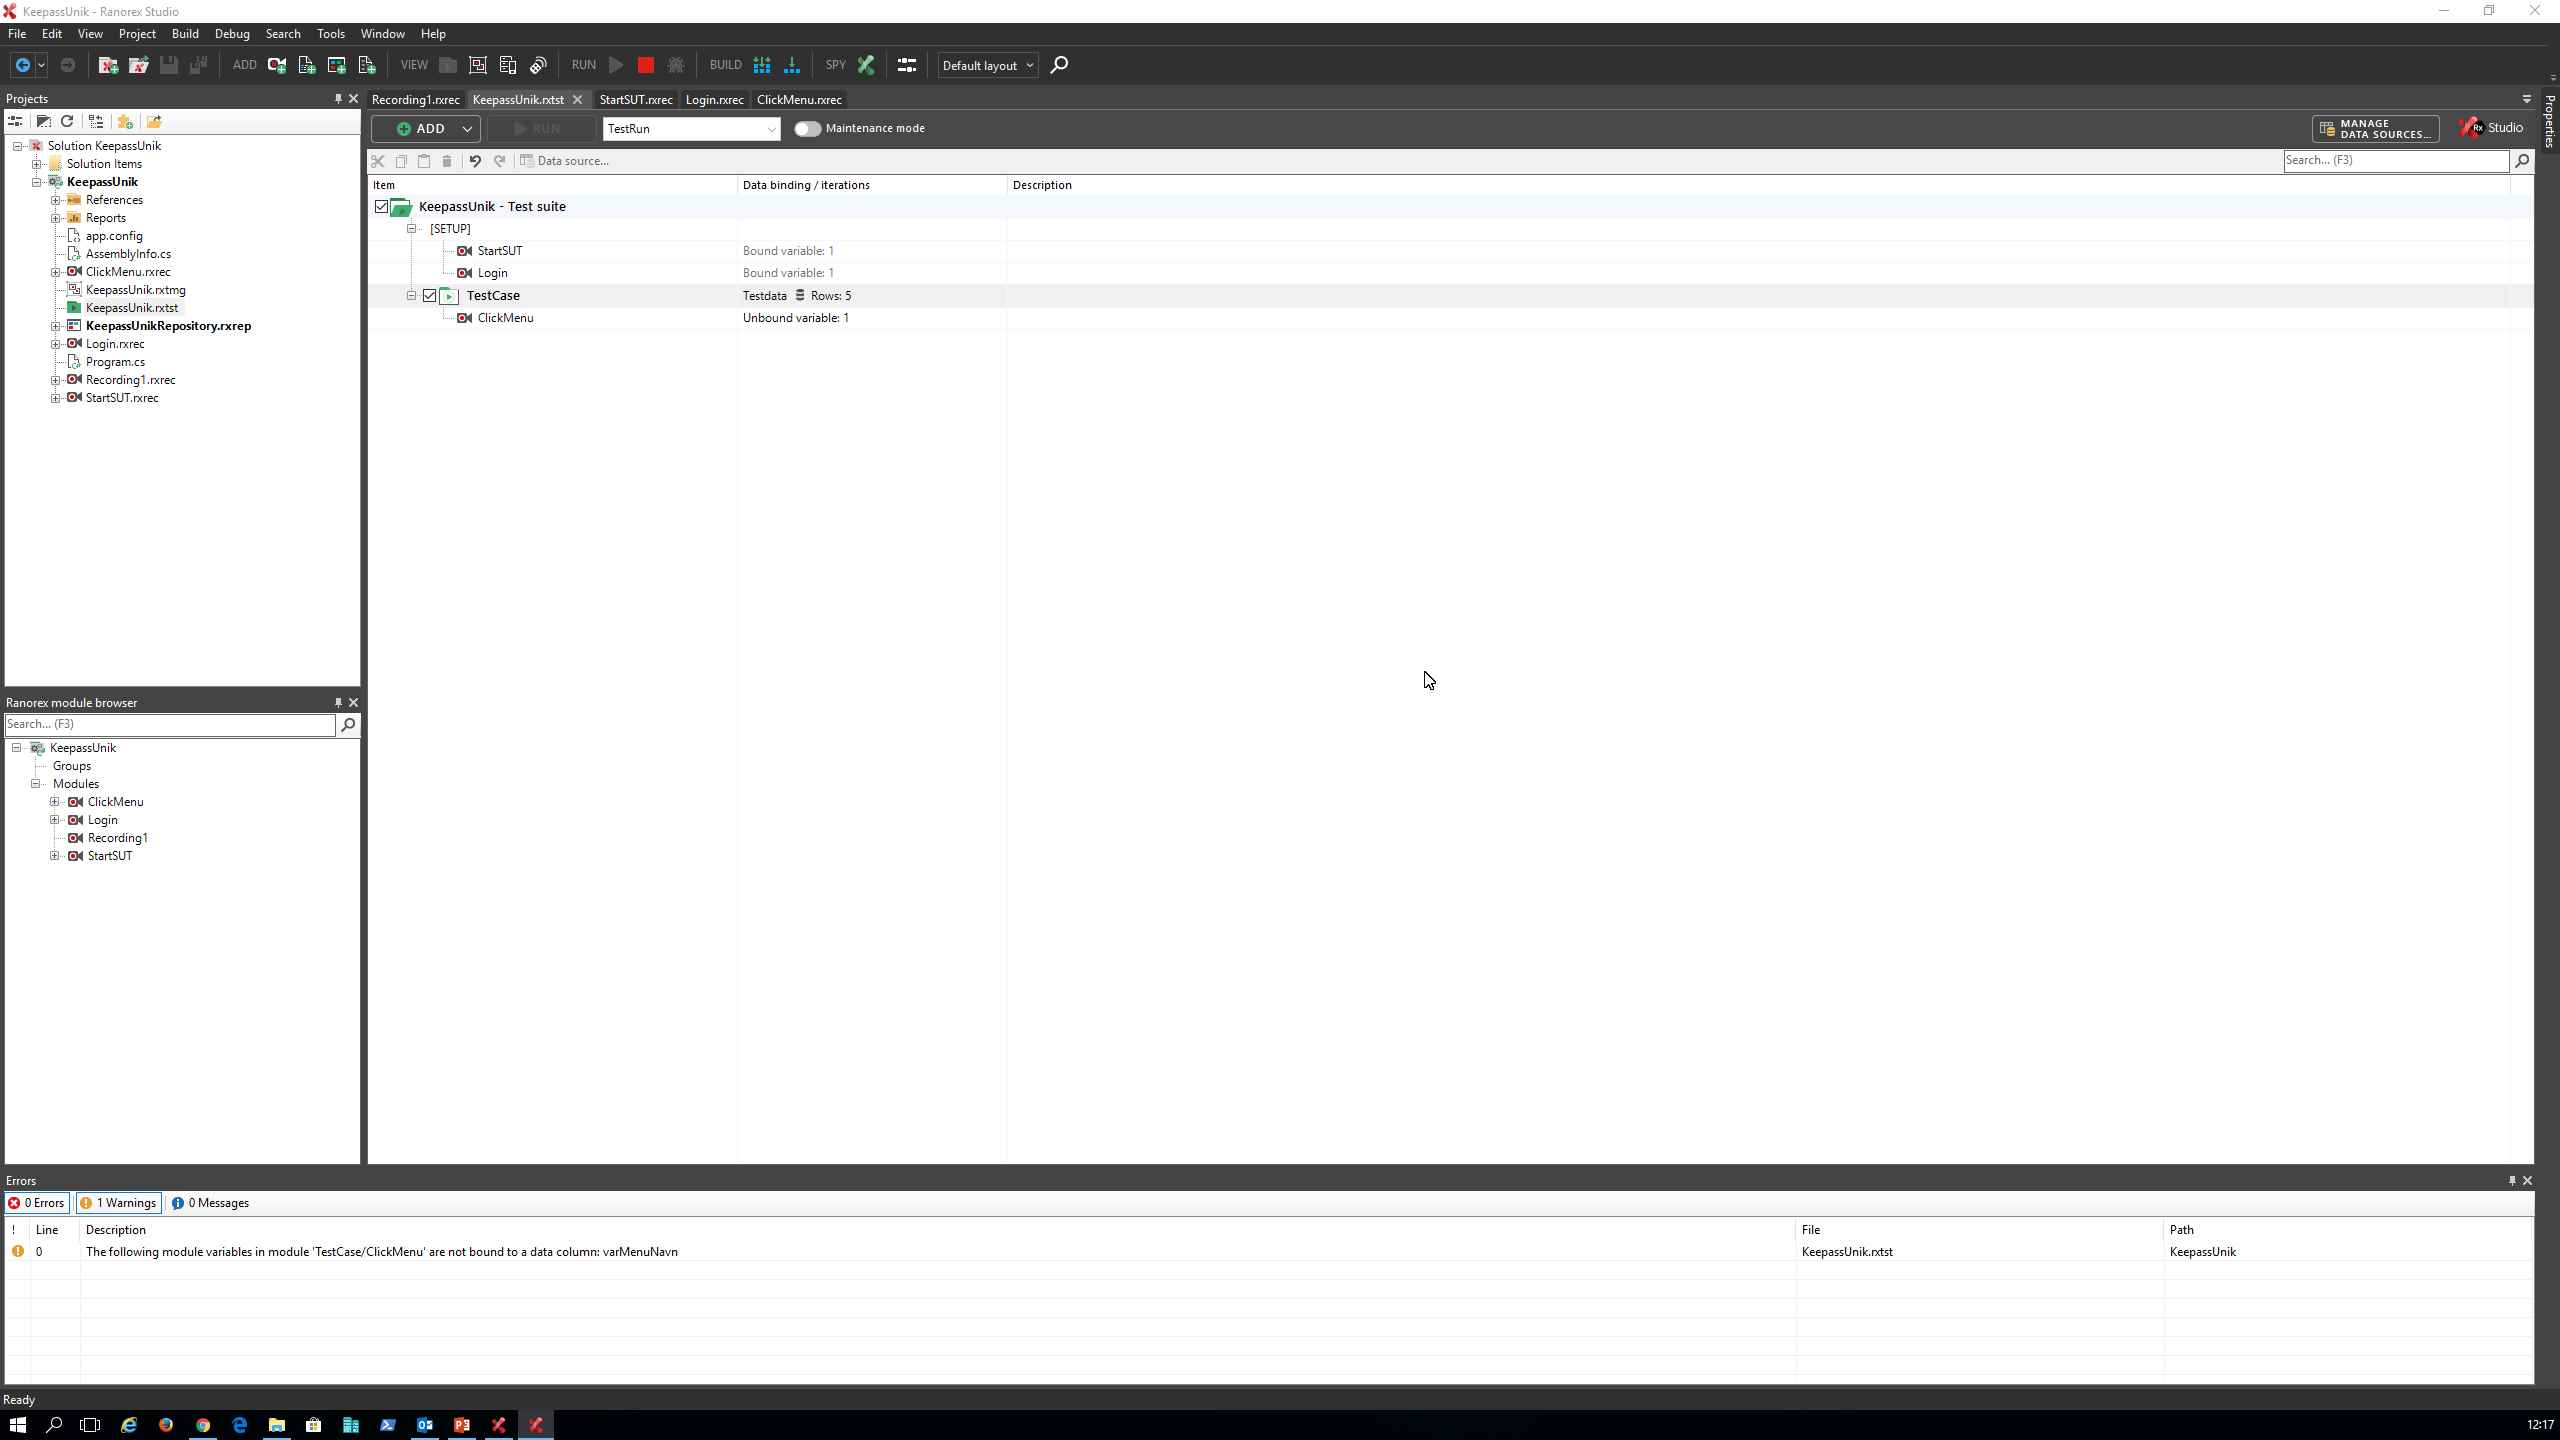 KeepassUnik - Ranorex Studio
File Edit View Project Build Debug Search Tools Window Help
ADD VIEW RUN BUILD SPY Default layout
Projects
Recording1.rxrec KeepassUnik.rxtst StartSUT.rxrec Login.rxrec ClickMenu.rxrec
Properties
ADD RUN TestRun Maintenance mode MANAGE DATA SOURCES... Rx Studio
Data source... Search... (F3)
Solution KeepassUnik
Solution Items
KeepassUnik
References
Reports
app.config
AssemblyInfo.cs
ClickMenu.rxrec
KeepassUnik.rxtmg
KeepassUnik.rxtst
KeepassUnikRepository.rxrep
Login.rxrec
Program.cs
Recording1.rxrec
StartSUT.rxrec
Item Data binding / iterations Description
KeepassUnik - Test suite
[SETUP]
StartSUT Bound variable: 1
Login Bound variable: 1
TestCase Testdata Rows: 5
ClickMenu Unbound variable: 1
Ranorex module browser
Search... (F3)
KeepassUnik
Groups
Modules
ClickMenu
Login
Recording1
StartSUT
Errors
0 Errors 1 Warnings 0 Messages
! Line Description File Path
0 The following module variables in module 'TestCase/ClickMenu' are not bound to a data column: varMenuNavn KeepassUnik.rxtst KeepassUnik
Ready
12:17